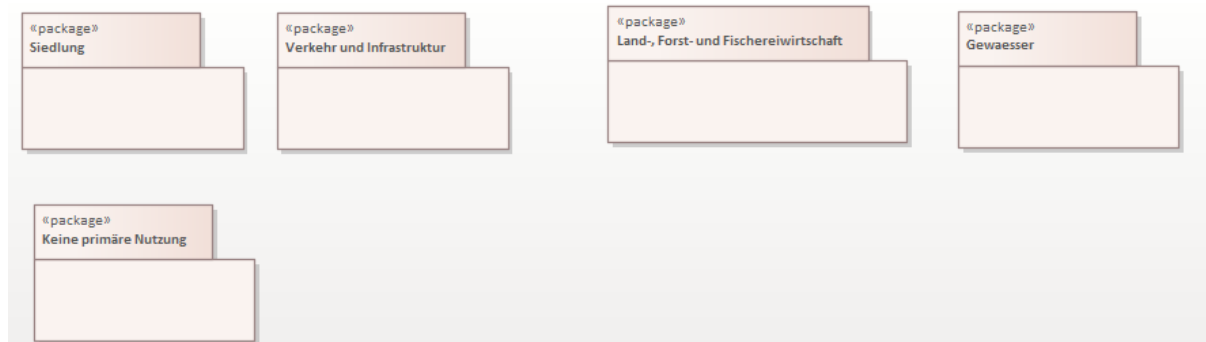 «package»
Siedlung
«package»
Verkehr und Infrastruktur
«package»
Land-, Forst- und Fischereiwirtschaft
«package»
Gewaesser
«package»
Keine primäre Nutzung